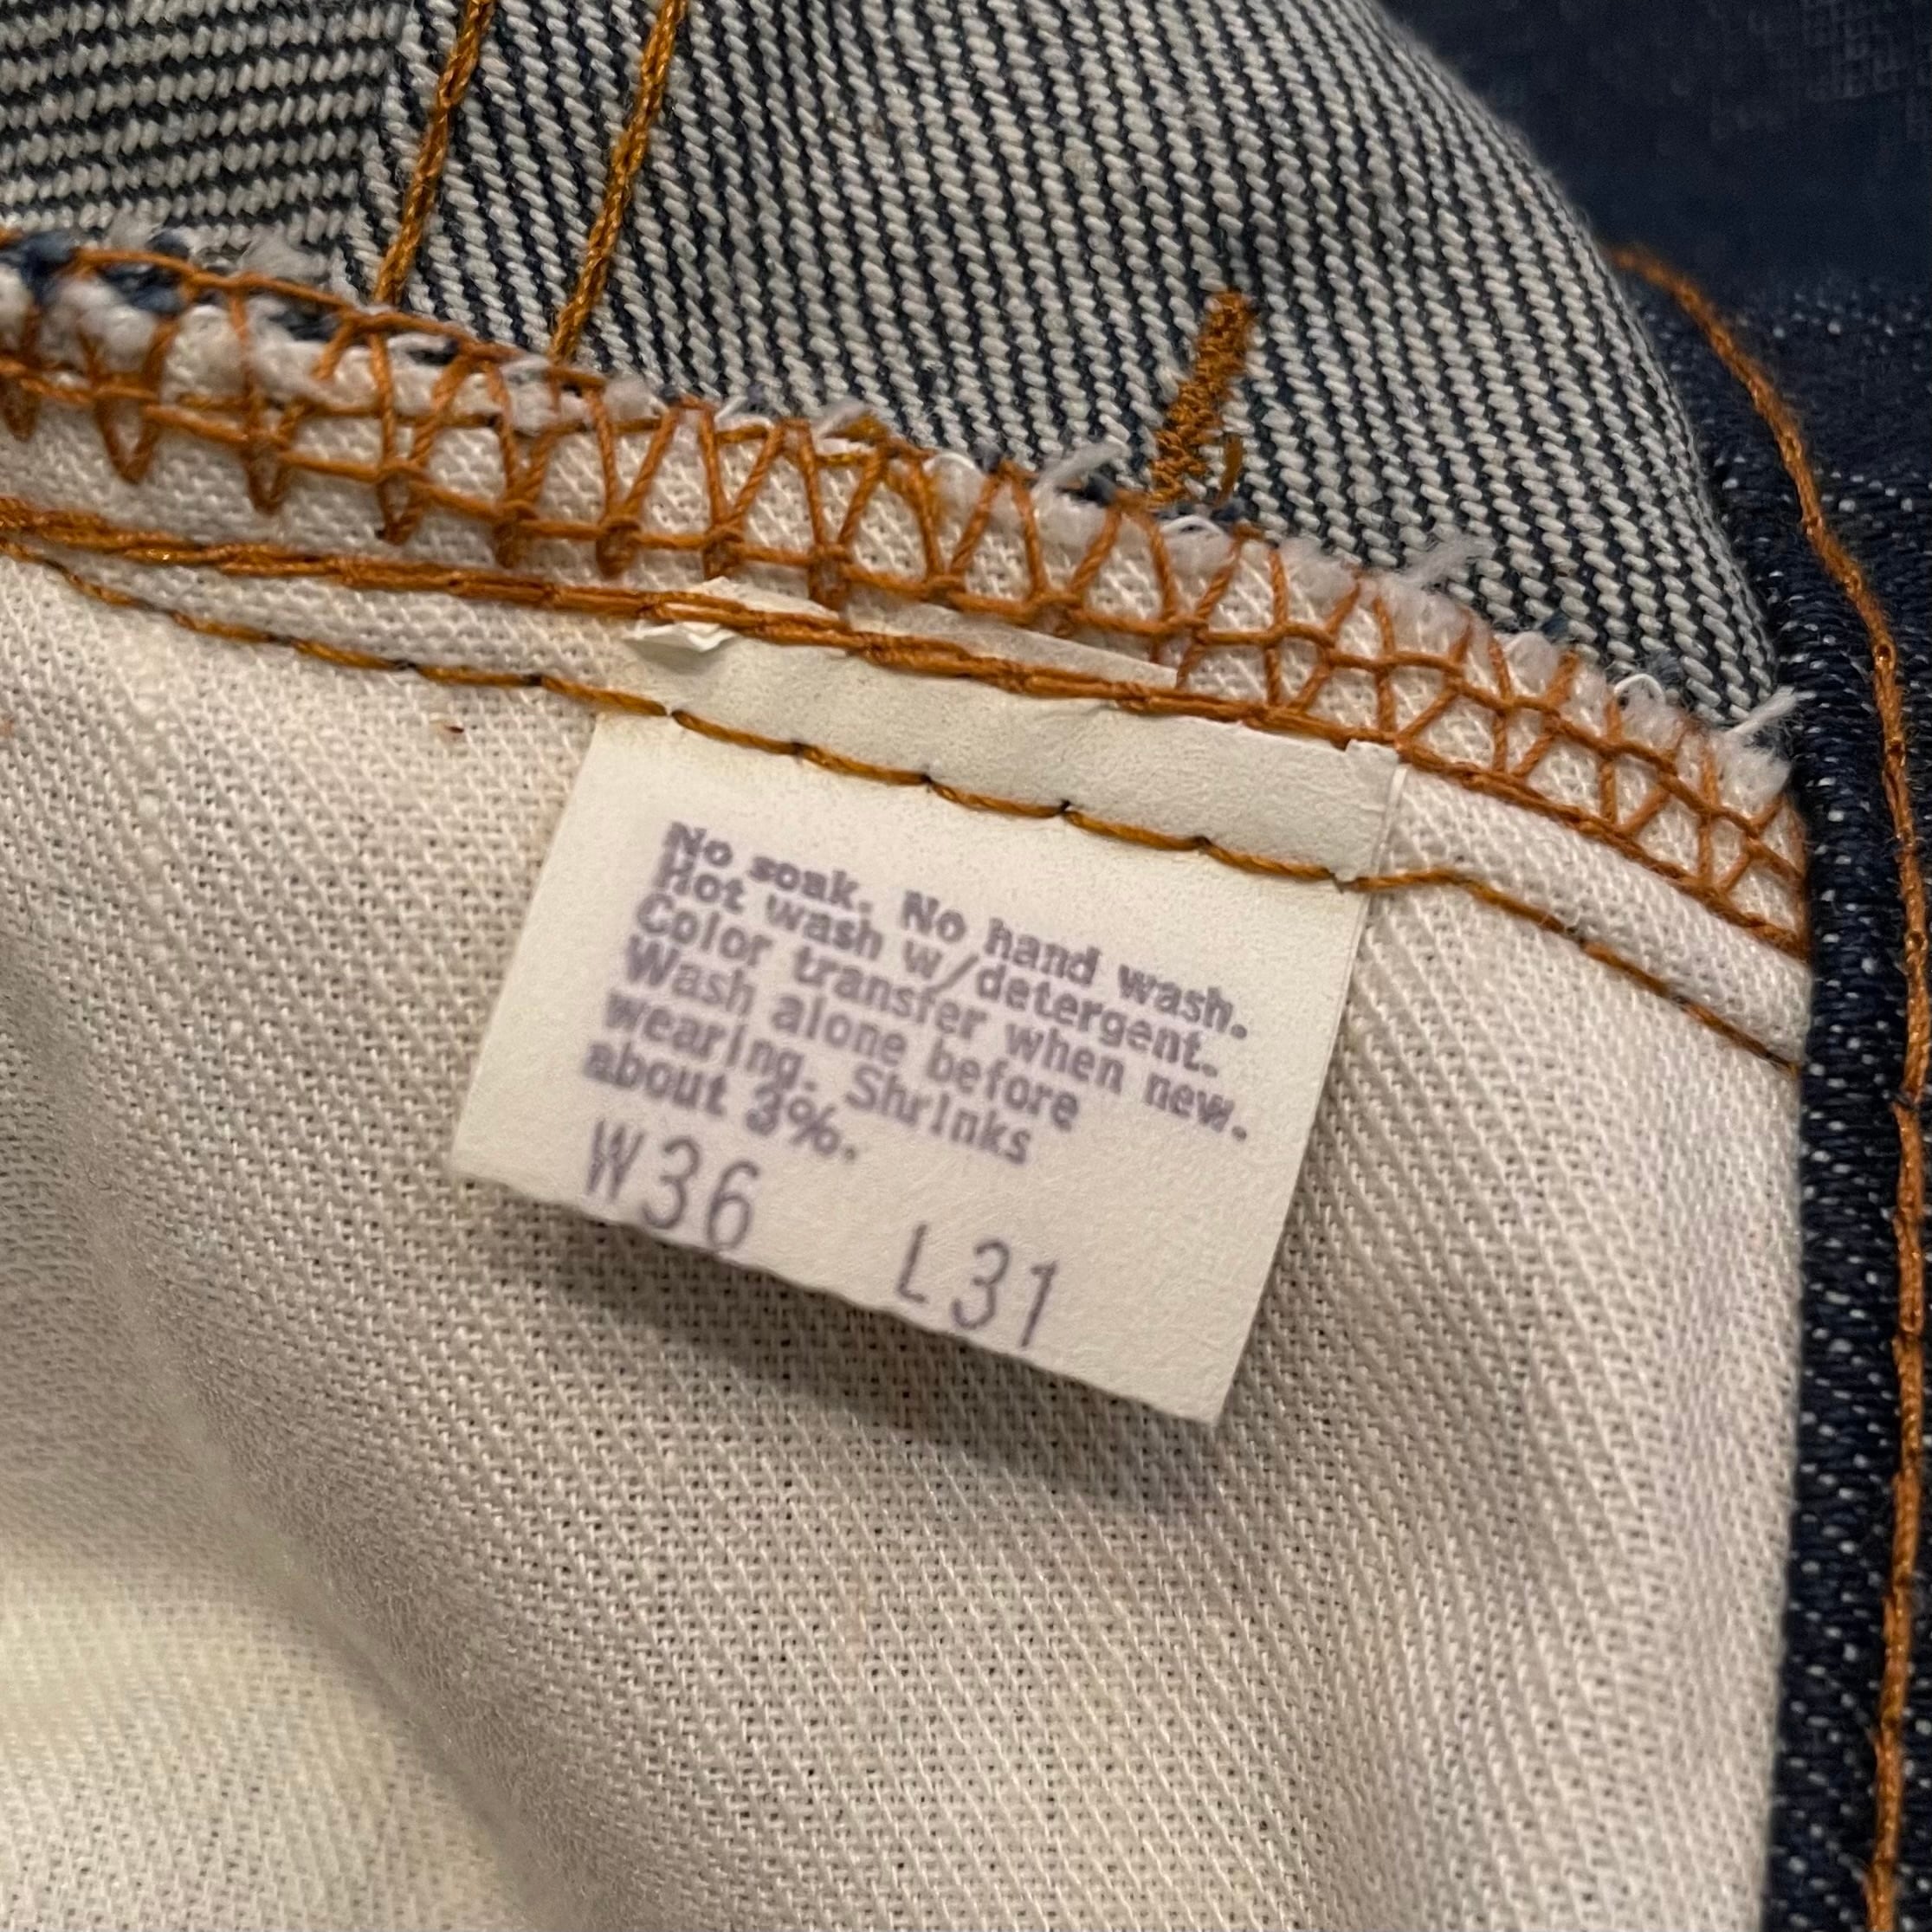 No soak. No hand wash.
Hot wash w/detergent.
Color transfer when new.
Wash alone before
wearing. Shrinks
about 3%.
W36 L31